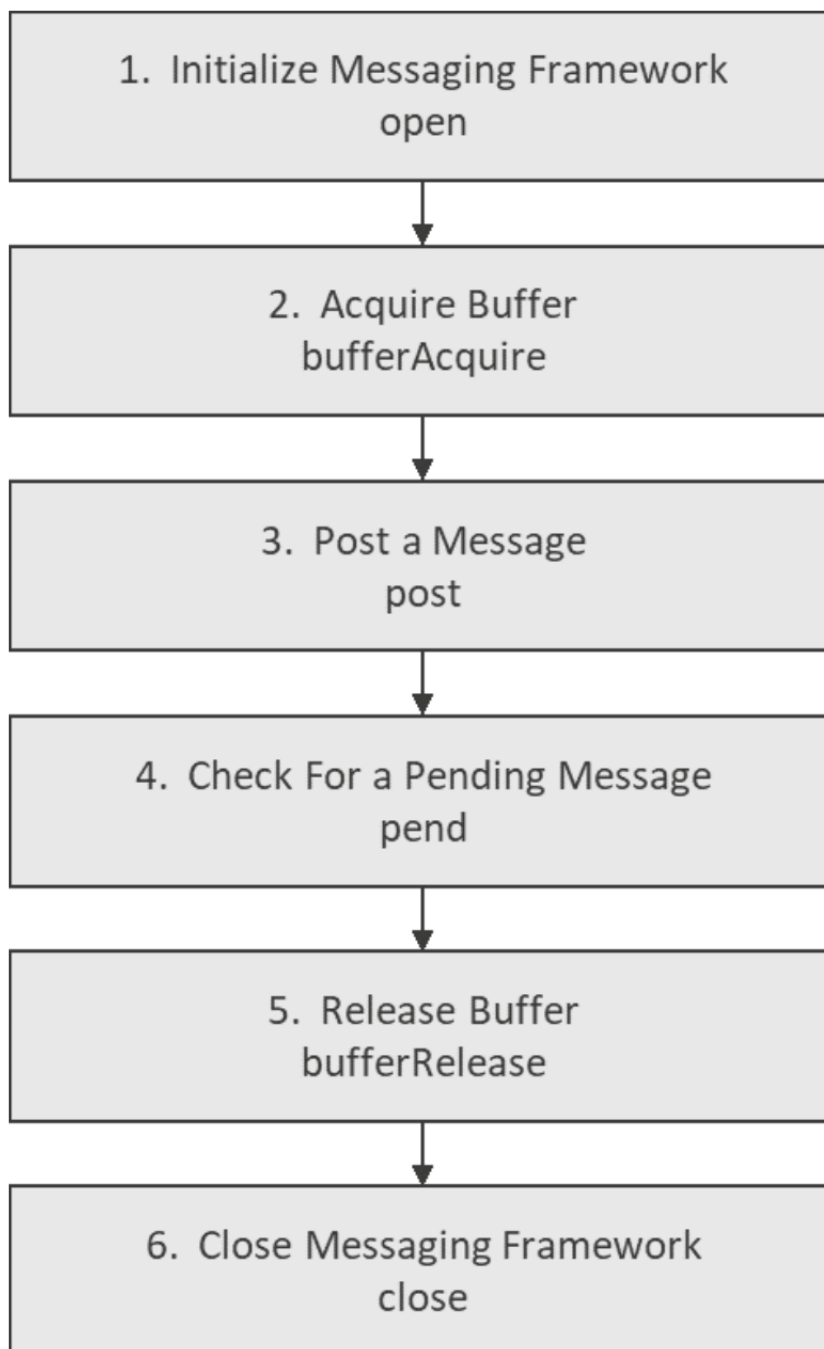 1. Initialize Messaging Framework
open
2. Acquire Buffer
bufferAcquire
3. Post a Message
post
4. Check For a Pending Message
pend
5. Release Buffer
bufferRelease
6. Close Messaging Framework
close